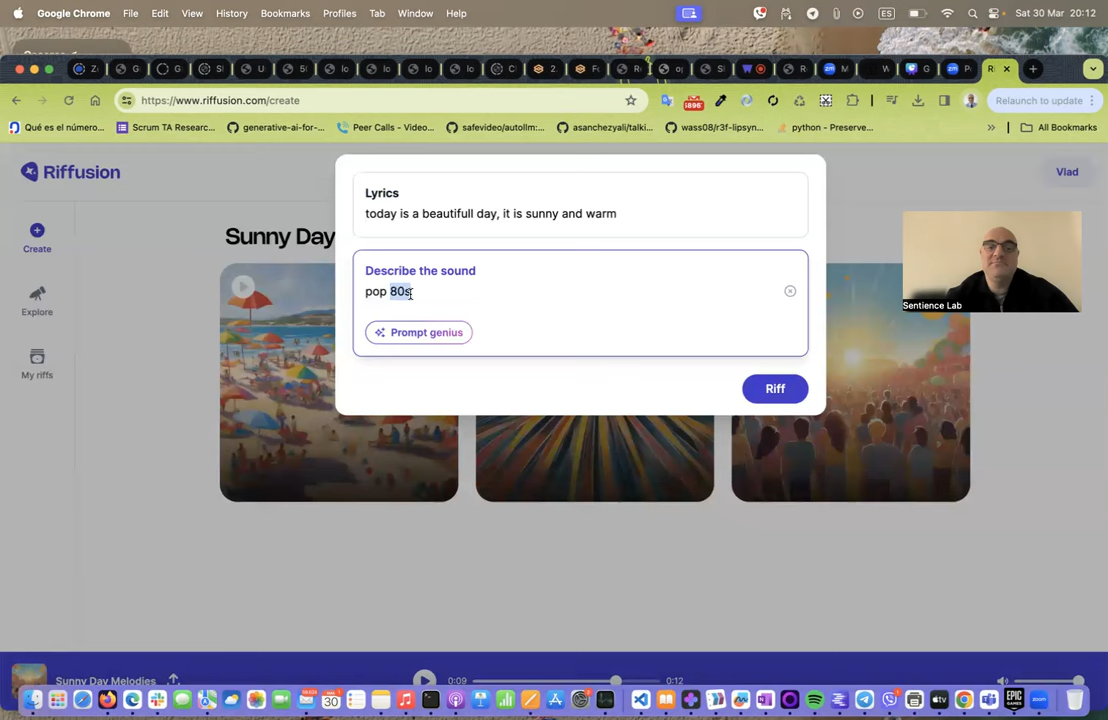 Google Chrome File Edit View History Bookmarks Profiles Tab Window Help ES Sat 30 Mar 20:12
https://www.riffusion.com/create
Relaunch to update
Qué es el número...
Scrum TA Researc...
generative-ai-for-...
Peer Calls - Video...
safevideo/autollm:...
asanchezyali/talki...
wass08/r3f-lipsyn...
python - Preserve...
All Bookmarks
Riffusion
Vlad
Create
Explore
My riffs
Sunny Day
Lyrics
today is a beautifull day, it is sunny and warm
Describe the sound
pop 80s
Prompt genius
Riff
Sentience Lab
Sunny Day Melodies
0:09
0:12